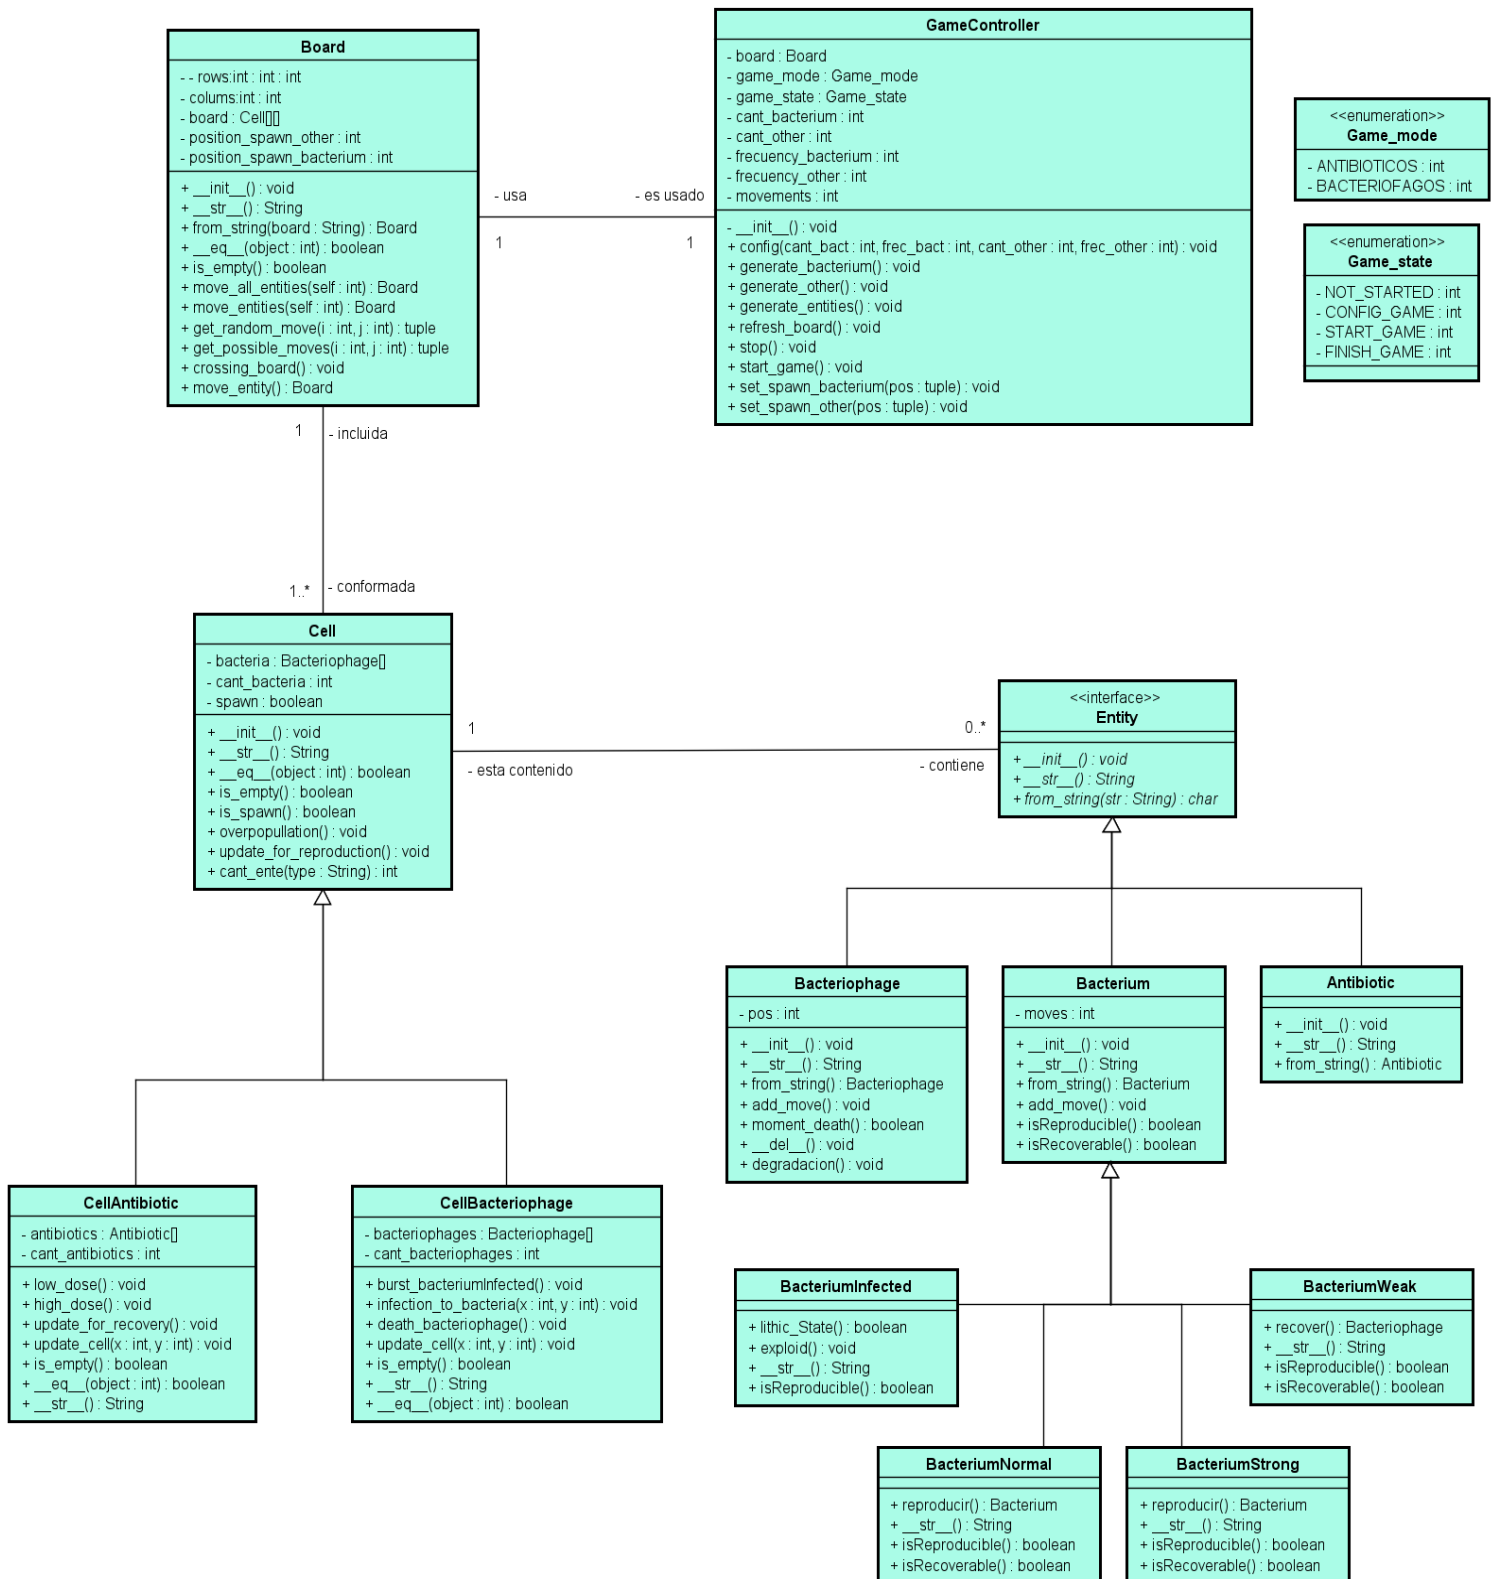 Board
- - rows:int : int : int
- colums:int : int
- board : Cell[][]
- position_spawn_other : int
- position_spawn_bacterium : int
+ __init__() : void
+ __str__() : String
+ from_string(board : String) : Board
+ __eq__(object : int) : boolean
+ is_empty() : boolean
+ move_all_entities(self : int) : Board
+ move_entities(self : int) : Board
+ get_random_move(i : int, j : int) : tuple
+ get_possible_moves(i : int, j : int) : tuple
+ crossing_board() : void
+ move_entity() : Board
- usa
1
- es usado
1
GameController
- board : Board
- game_mode : Game_mode
- game_state : Game_state
- cant_bacterium : int
- cant_other : int
- frecuency_bacterium : int
- frecuency_other : int
- movements : int
- __init__() : void
+ config(cant_bact : int, frec_bact : int, cant_other : int, frec_other : int) : void
+ generate_bacterium() : void
+ generate_other() : void
+ generate_entities() : void
+ refresh_board() : void
+ stop() : void
+ start_game() : void
+ set_spawn_bacterium(pos : tuple) : void
+ set_spawn_other(pos : tuple) : void
<<enumeration>>
Game_mode
- ANTIBIOTICOS : int
- BACTERIOFAGOS : int
<<enumeration>>
Game_state
- NOT_STARTED : int
- CONFIG_GAME : int
- START_GAME : int
- FINISH_GAME : int
1
- incluida
1..*
- conformada
Cell
- bacteria : Bacteriophage[]
- cant_bacteria : int
- spawn : boolean
+ __init__() : void
+ __str__() : String
+ __eq__(object : int) : boolean
+ is_empty() : boolean
+ is_spawn() : boolean
+ overpopullation() : void
+ update_for_reproduction() : void
+ cant_ente(type : String) : int
1
- esta contenido
0..*
- contiene
<<interface>>
Entity
+ __init__() : void
+ __str__() : String
+ from_string(str : String) : char
Bacteriophage
- pos : int
+ __init__() : void
+ __str__() : String
+ from_string() : Bacteriophage
+ add_move() : void
+ moment_death() : boolean
+ __del__() : void
+ degradacion() : void
Bacterium
- moves : int
+ __init__() : void
+ __str__() : String
+ from_string() : Bacterium
+ add_move() : void
+ isReproducible() : boolean
+ isRecoverable() : boolean
Antibiotic
+ __init__() : void
+ __str__() : String
+ from_string() : Antibiotic
CellAntibiotic
- antibiotics : Antibiotic[]
- cant_antibiotics : int
+ low_dose() : void
+ high_dose() : void
+ update_for_recovery() : void
+ update_cell(x : int, y : int) : void
+ is_empty() : boolean
+ __eq__(object : int) : boolean
+ __str__() : String
CellBacteriophage
- bacteriophages : Bacteriophage[]
- cant_bacteriophages : int
+ burst_bacteriumInfected() : void
+ infection_to_bacteria(x : int, y : int) : void
+ death_bacteriophage() : void
+ update_cell(x : int, y : int) : void
+ is_empty() : boolean
+ __str__() : String
+ __eq__(object : int) : boolean
BacteriumInfected
+ lithic_State() : boolean
+ exploid() : void
+ __str__() : String
+ isReproducible() : boolean
BacteriumWeak
+ recover() : Bacteriophage
+ __str__() : String
+ isReproducible() : boolean
+ isRecoverable() : boolean
BacteriumNormal
+ reproducir() : Bacterium
+ __str__() : String
+ isReproducible() : boolean
+ isRecoverable() : boolean
BacteriumStrong
+ reproducir() : Bacterium
+ __str__() : String
+ isReproducible() : boolean
+ isRecoverable() : boolean